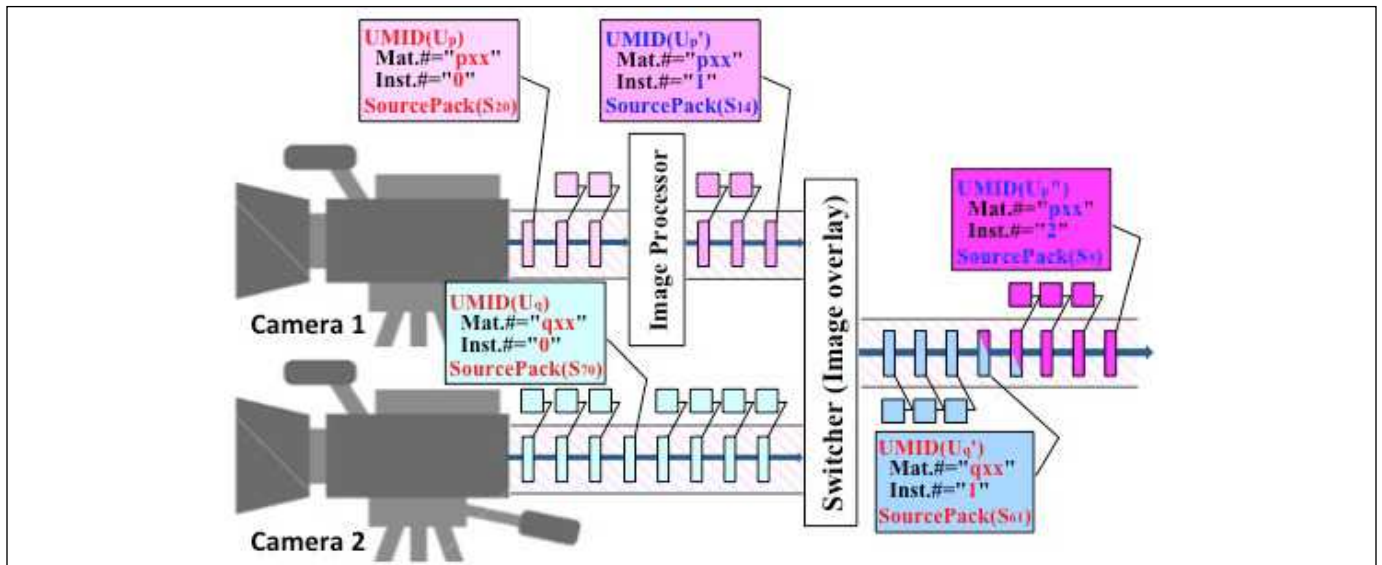 UMID(Up)
Mat.#="pxx"
Inst.#="0"
SourcePack(S20)
UMID(Up')
Mat.#="pxx"
Inst.#="1"
SourcePack(S14)
Image Processor
Switcher (Image overlay)
UMID(Up")
Mat.#="pxx"
Inst.#="2"
SourcePack(S9)
Camera 1
UMID(Uq)
Mat.#="qxx"
Inst.#="0"
SourcePack(S70)
UMID(Uq')
Mat.#="qxx"
Inst.#="1"
SourcePack(S61)
Camera 2